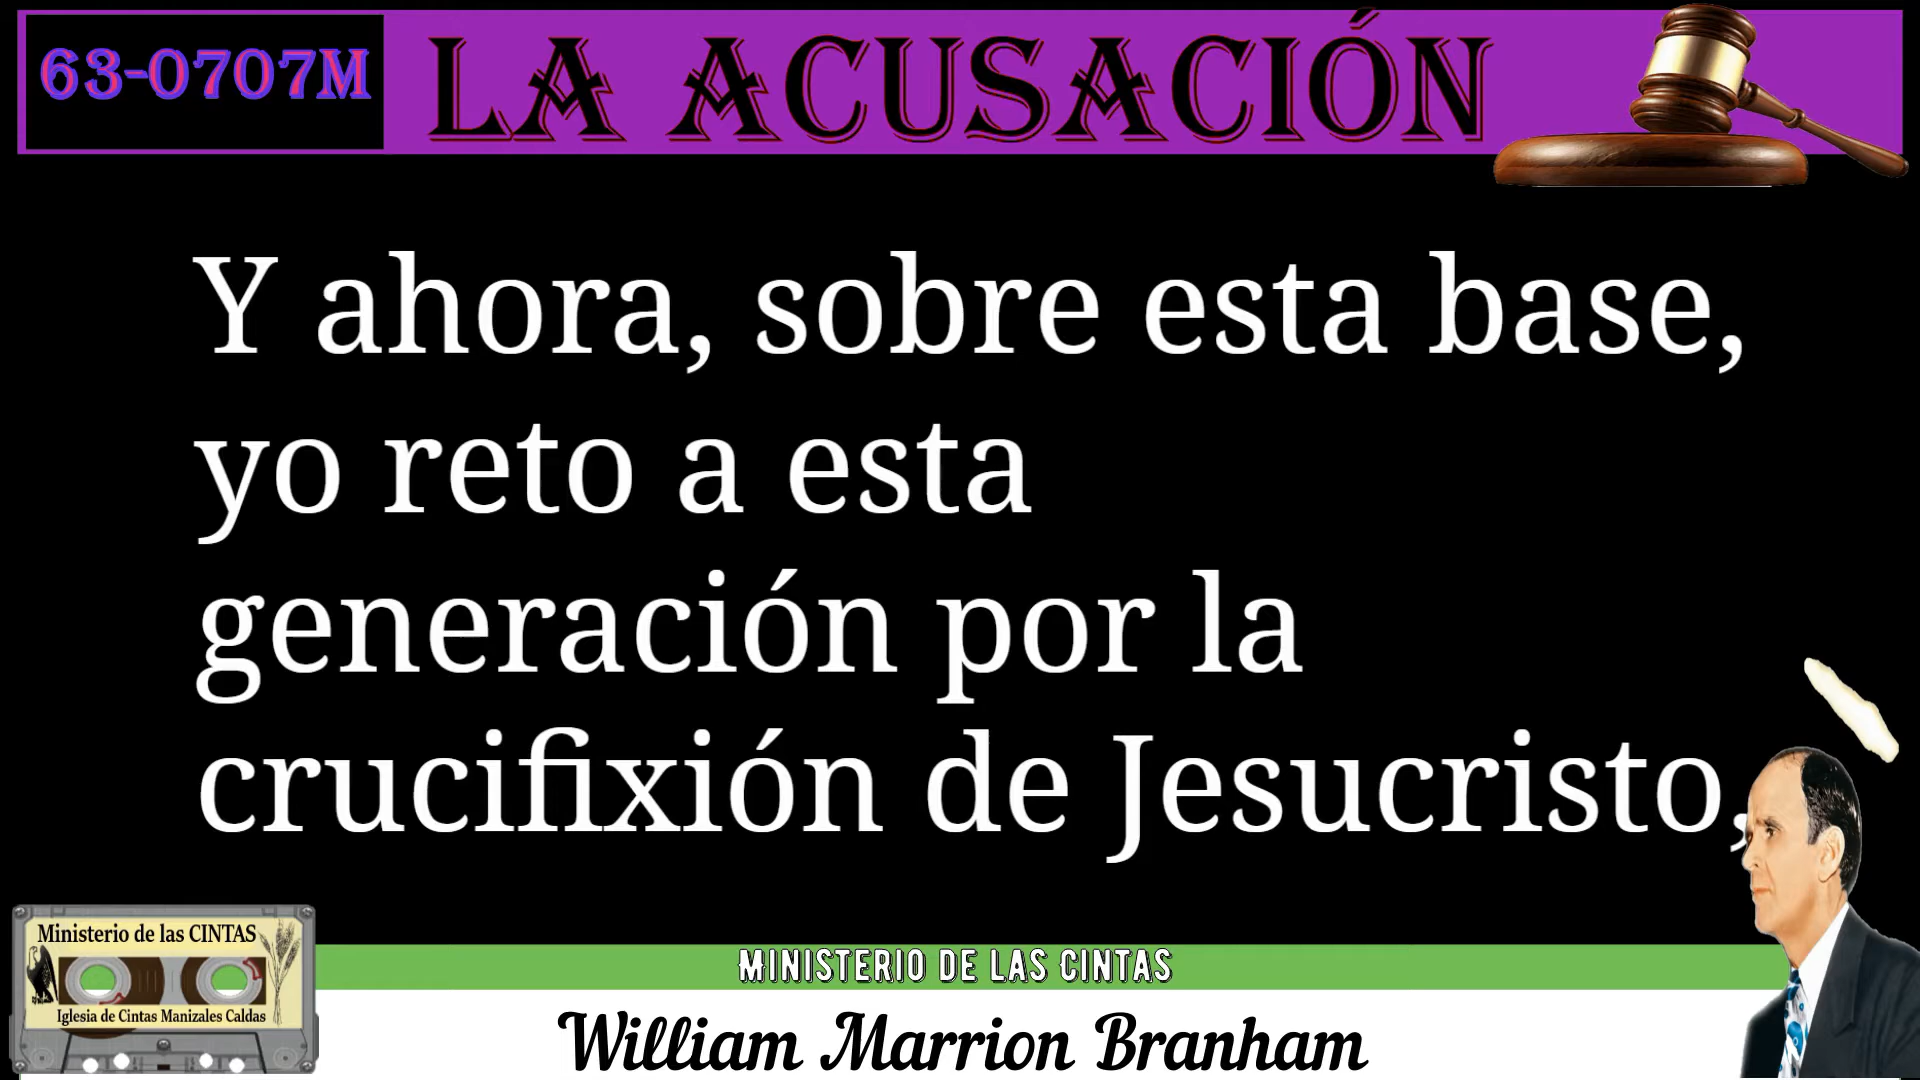 63-0707M
LA ACUSACIÓN
Y ahora, sobre esta base,
yo reto a esta
generación por la
crucifixión de Jesucristo,
Ministerio de las CINTAS
Iglesia de Cintas Manizales Caldas
MINISTERIO DE LAS CINTAS
William Marrion Branham